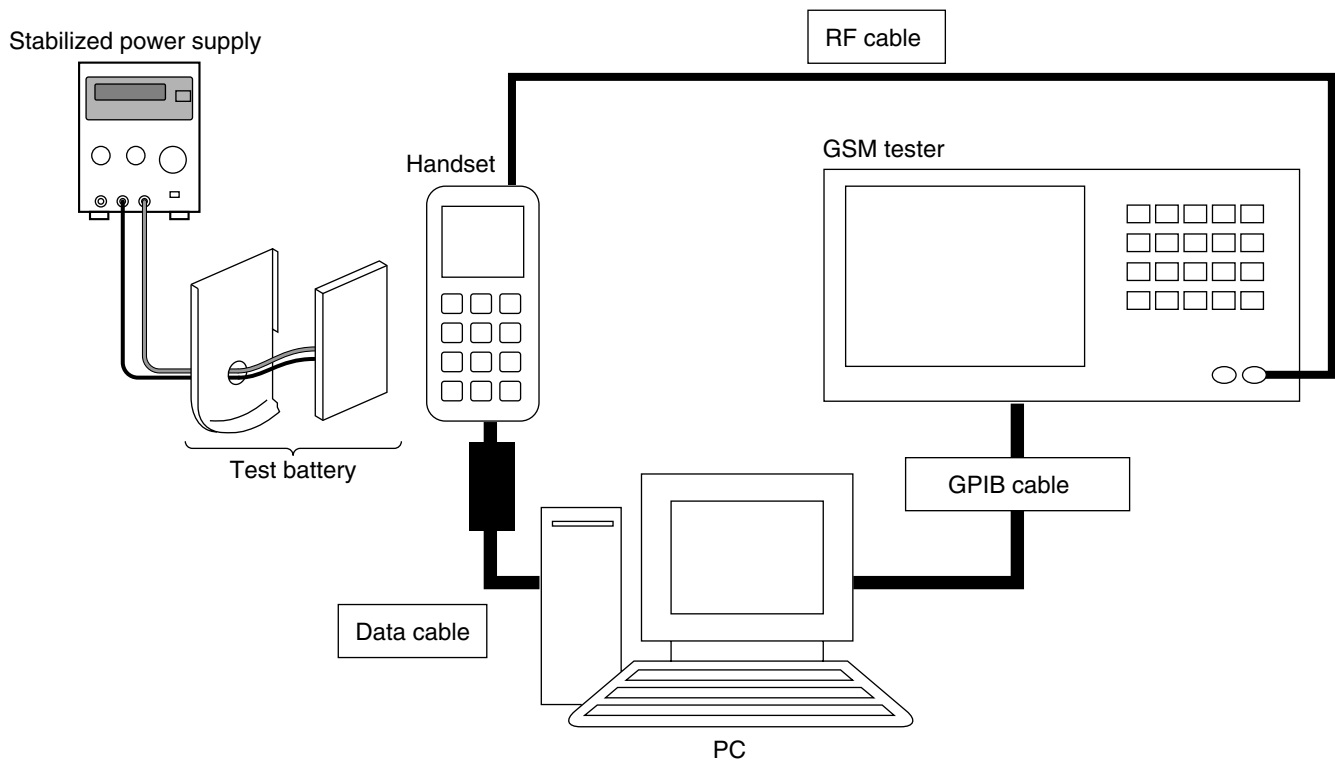 RF cable
Stabilized power supply
Handset
GSM tester
Test battery
GPIB cable
Data cable
PC